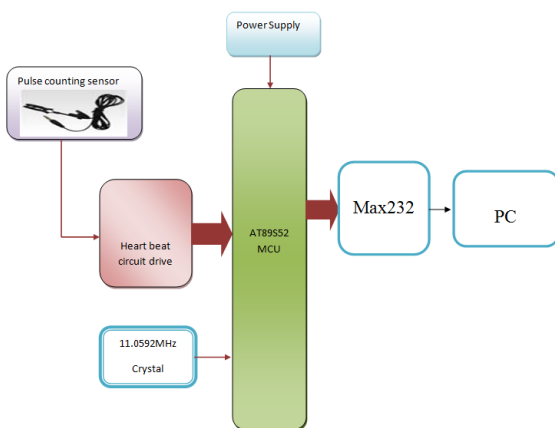 Power Supply
Pulse counting sensor
Heart beat
circuit drive
AT89S52
MCU
Max232
PC
11.0592MHz
Crystal